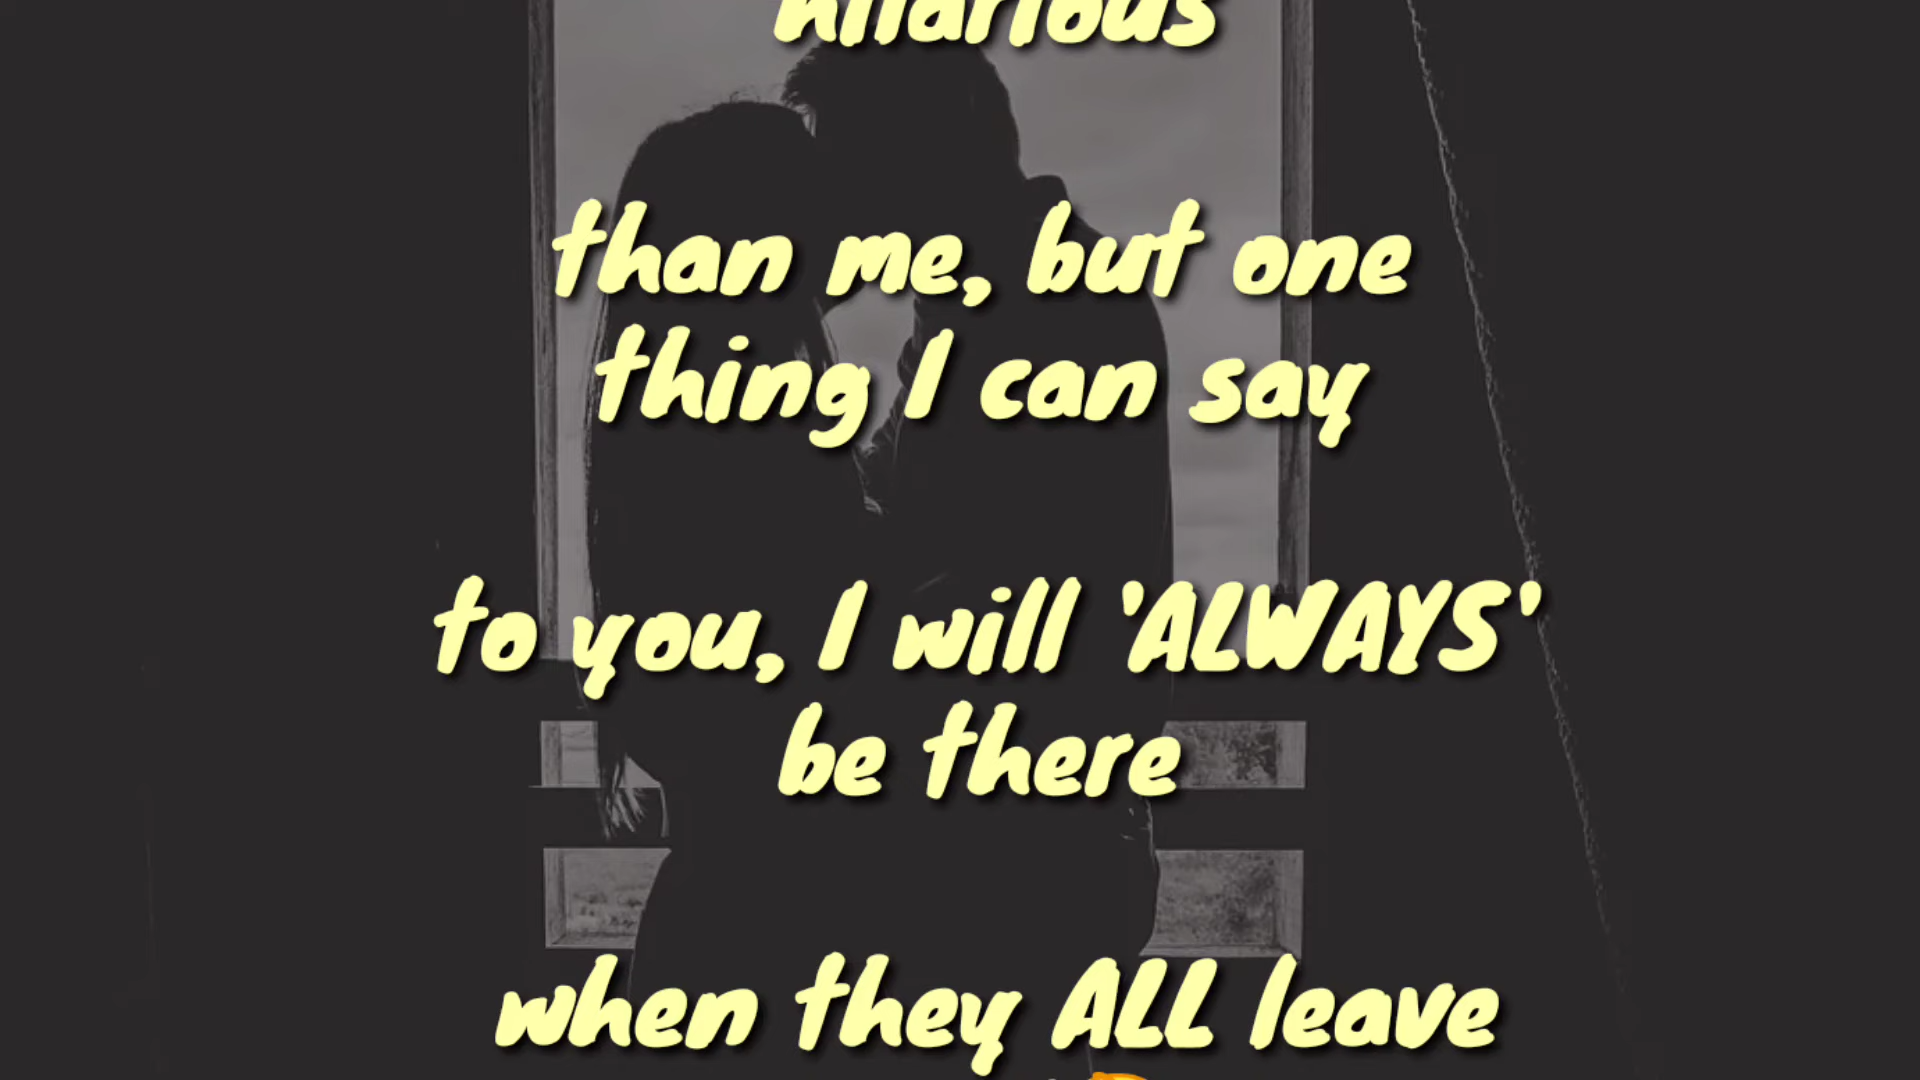 hilarious
than me, but one
thing I can say
to you, I will 'ALWAYS'
be there
when they ALL leave